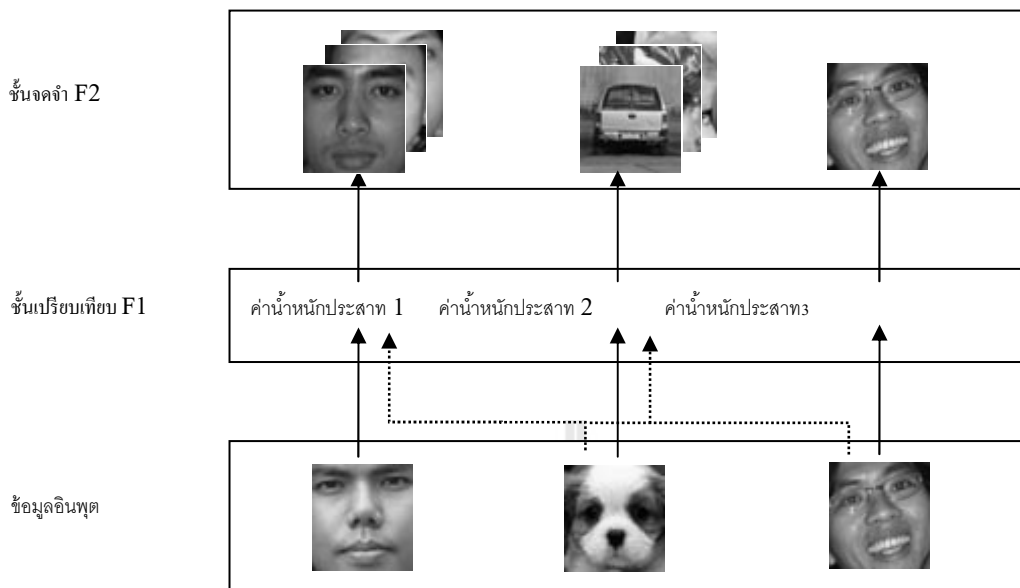 ชั้นจดจำ F2
ชั้นเปรียบเทียบ F1
ค่าน้ำหนักประสาท 1
ค่าน้ำหนักประสาท 2
ค่าน้ำหนักประสาท3
ข้อมูลอินพุต